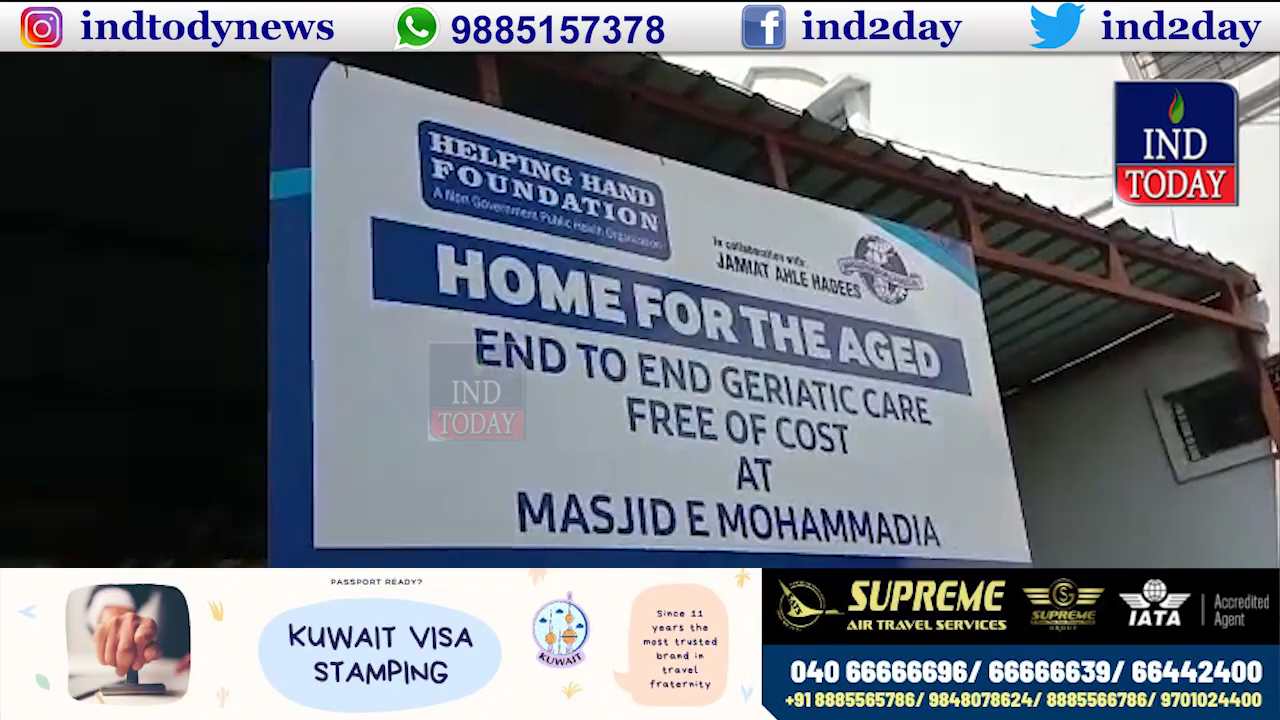 indtodynews
9885157378
ind2day
ind2day
IND
TODAY
HELPING HAND
FOUNDATION
A Non Government Public Health Organization
In collaboration with:
JAMIAT AHLE HADEES
HOME FOR THE AGED
END TO END GERIATIC CARE
FREE OF COST
AT
MASJID E MOHAMMADIA
IND
TODAY
PASSPORT READY?
KUWAIT VISA
STAMPING
KUWAIT
Since 11
years the
most trusted
brand in
travel
fraternity
SUPREME
AIR TRAVEL SERVICES
SUPREME
GROUP
IATA
Accredited
Agent
040 66666696/ 66666639/ 66442400
+91 8885565786/ 9848078624/ 8885566786/ 9701024400